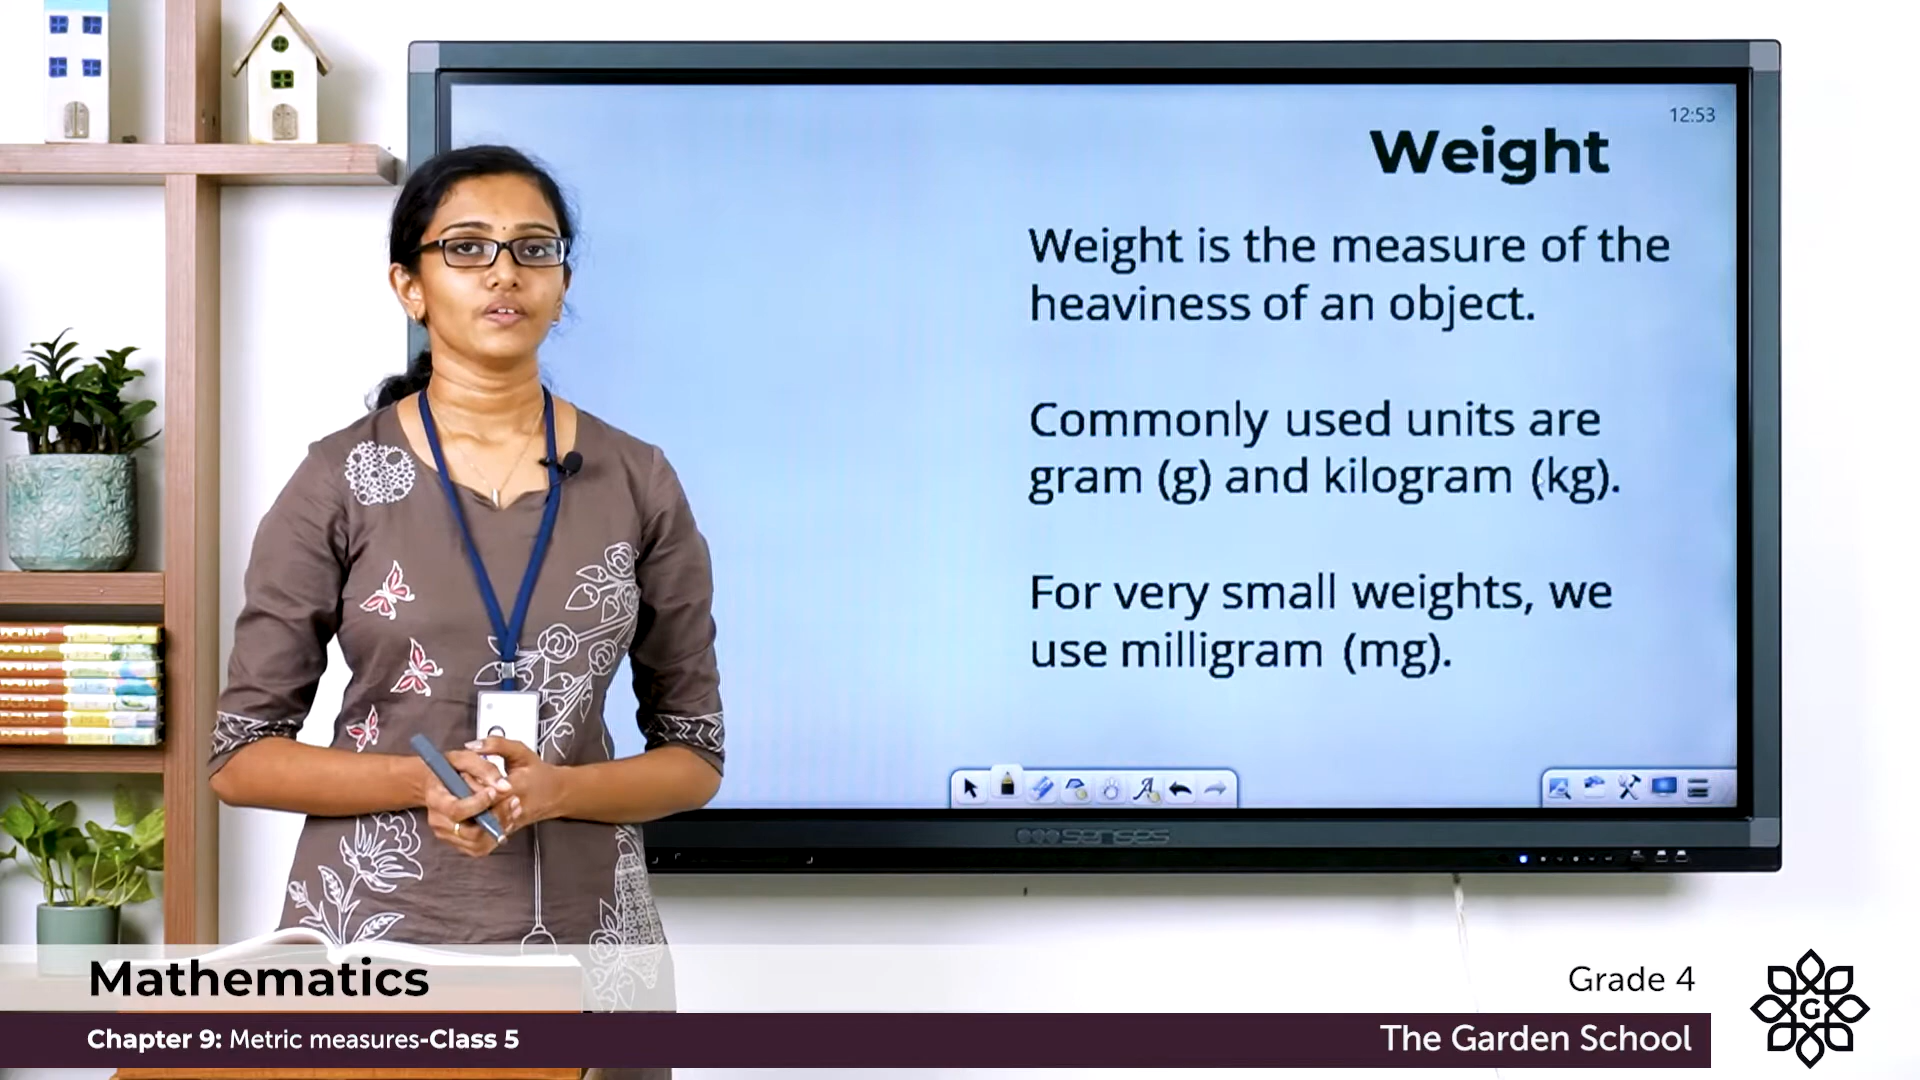 12:53
Weight
Weight is the measure of the
heaviness of an object.
Commonly used units are
gram (g) and kilogram (kg).
For very small weights, we
use milligram (mg).
senses
Mathematics
Grade 4
Chapter 9: Metric measures-Class 5
The Garden School
G